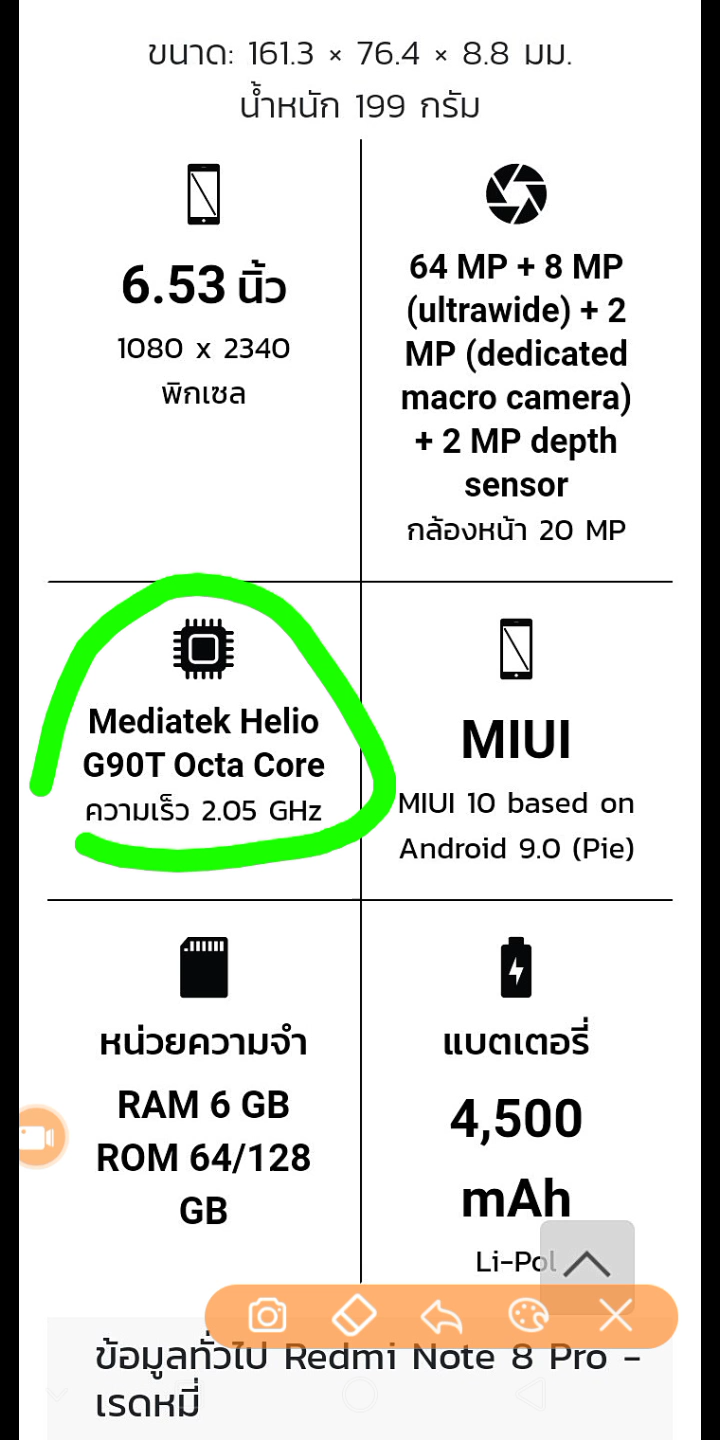 ขนาด: 161.3 × 76.4 × 8.8 มม.
น้ำหนัก 199 กรัม
6.53 นิ้ว
1080 x 2340
พิกเซล
64 MP + 8 MP
(ultrawide) + 2
MP (dedicated
macro camera)
+ 2 MP depth
sensor
กล้องหน้า 20 MP
Mediatek Helio
G90T Octa Core
ความเร็ว 2.05 GHz
MIUI
MIUI 10 based on
Android 9.0 (Pie)
หน่วยความจำ
RAM 6 GB
ROM 64/128
GB
แบตเตอรี่
4,500
mAh
Li-Pol
ข้อมูลทั่วไป Redmi Note 8 Pro -
เรดหมี่